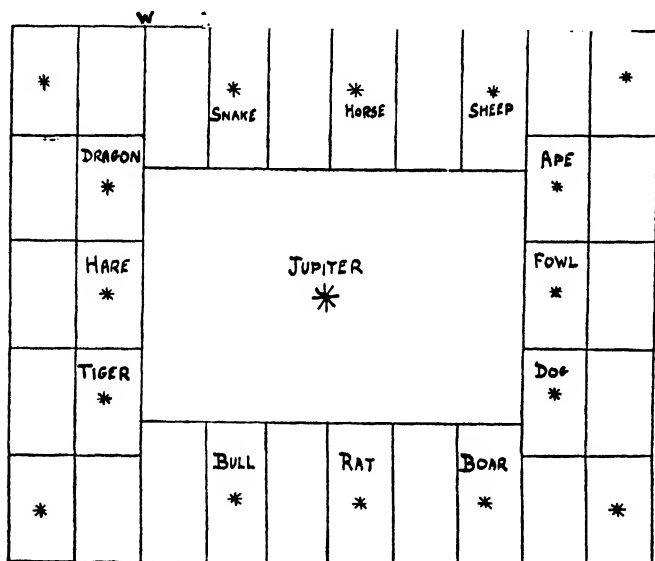 W
SNAKE
HORSE
SHEEP
DRAGON
APE
HARE
JUPITER
FOWL
TIGER
DOG
BULL
RAT
BOAR